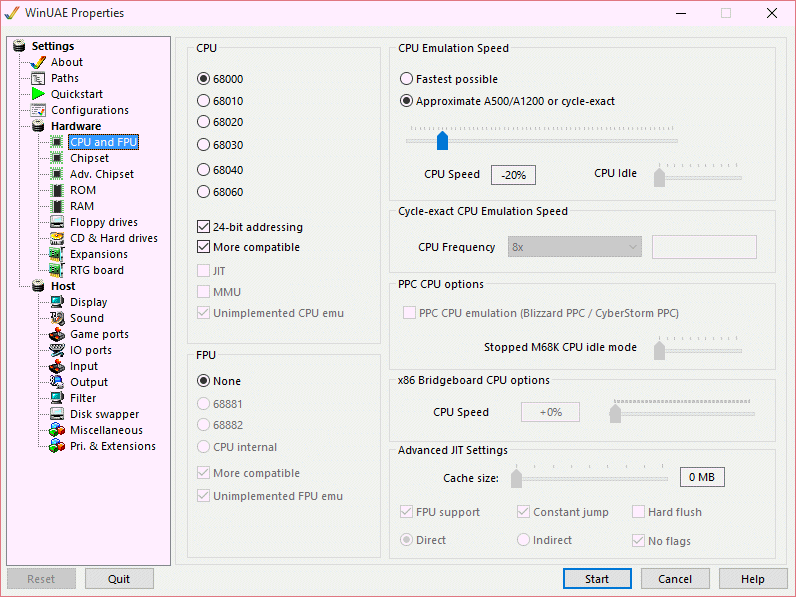 WinUAE Properties
Settings
About
Paths
Quickstart
Configurations
Hardware
CPU and FPU
Chipset
Adv. Chipset
ROM
RAM
Floppy drives
CD & Hard drives
Expansions
RTG board
Host
Display
Sound
Game ports
IO ports
Input
Output
Filter
Disk swapper
Miscellaneous
Pri. & Extensions
CPU
68000
68010
68020
68030
68040
68060
24-bit addressing
More compatible
JIT
MMU
Unimplemented CPU emu
FPU
None
68881
68882
CPU internal
More compatible
Unimplemented FPU emu
CPU Emulation Speed
Fastest possible
Approximate A500/A1200 or cycle-exact
CPU Speed -20% CPU Idle
Cycle-exact CPU Emulation Speed
CPU Frequency 8x
PPC CPU options
PPC CPU emulation (Blizzard PPC / CyberStorm PPC)
Stopped M68K CPU idle mode
x86 Bridgeboard CPU options
CPU Speed +0%
Advanced JIT Settings
Cache size: 0 MB
FPU support Constant jump Hard flush
Direct Indirect No flags
Reset Quit Start Cancel Help